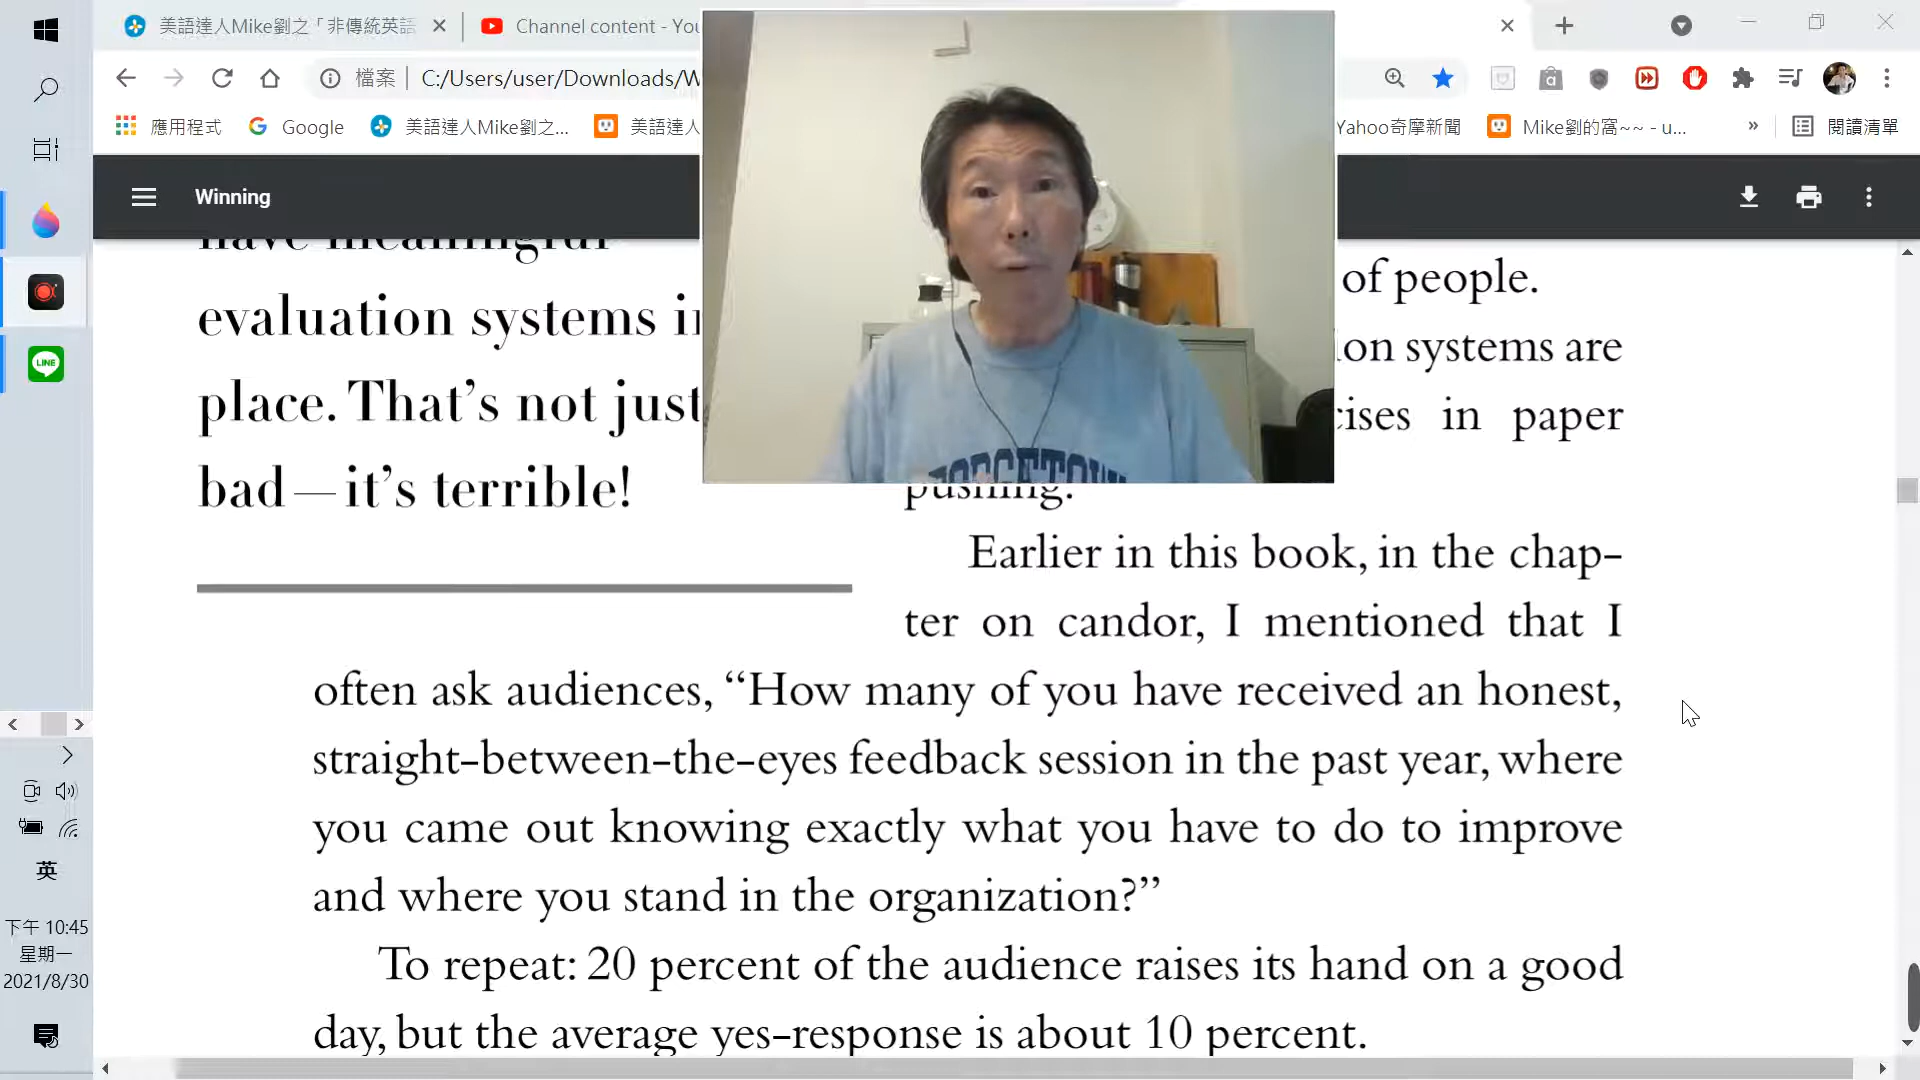 美語達人Mike劉之「非傳統英語
Channel content - You
檔案
C:/Users/user/Downloads/W
應用程式
Google
美語達人Mike劉之...
美語達人
Yahoo奇摩新聞
Mike劉的窩~~ - u...
»
閱讀清單
Winning
have meaningful
evaluation systems in
place. That’s not just
bad—it’s terrible!
of people.
ion systems are
cises in paper
pushing.
Earlier in this book, in the chap-
ter on candor, I mentioned that I
often ask audiences, “How many of you have received an honest,
straight-between-the-eyes feedback session in the past year, where
you came out knowing exactly what you have to do to improve
and where you stand in the organization?”
To repeat: 20 percent of the audience raises its hand on a good
day, but the average yes-response is about 10 percent.
LINE
英
下午 10:45
星期一
2021/8/30